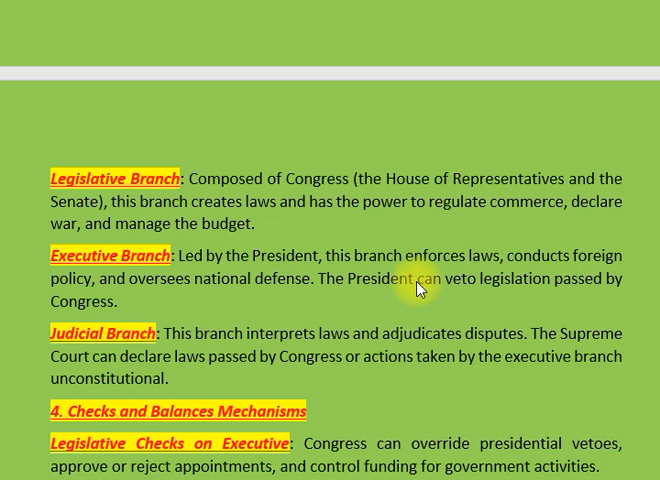 Legislative Branch: Composed of Congress (the House of Representatives and the
Senate), this branch creates laws and has the power to regulate commerce, declare
war, and manage the budget.
Executive Branch: Led by the President, this branch enforces laws, conducts foreign
policy, and oversees national defense. The President can veto legislation passed by
Congress.
Judicial Branch: This branch interprets laws and adjudicates disputes. The Supreme
Court can declare laws passed by Congress or actions taken by the executive branch
unconstitutional.
4. Checks and Balances Mechanisms
Legislative Checks on Executive: Congress can override presidential vetoes,
approve or reject appointments, and control funding for government activities.